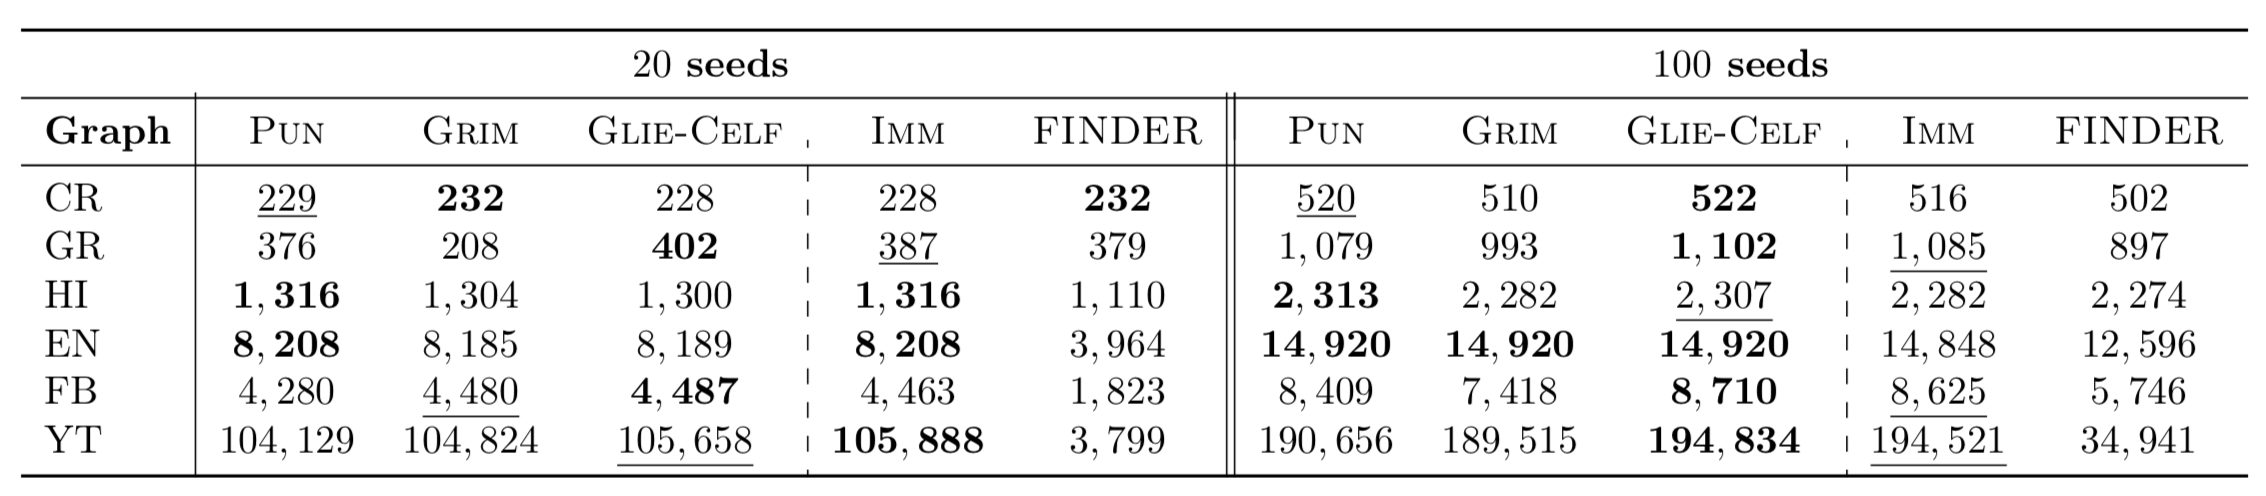 20 seeds 100 seeds
Graph PUN GRIM GLIE-CELF IMM FINDER PUN GRIM GLIE-CELF IMM FINDER
CR 229 232 228 228 232 520 510 522 516 502
GR 376 208 402 387 379 1,079 993 1,102 1,085 897
HI 1,316 1,304 1,300 1,316 1,110 2,313 2,282 2,307 2,282 2,274
EN 8,208 8,185 8,189 8,208 3,964 14,920 14,920 14,920 14,848 12,596
FB 4,280 4,480 4,487 4,463 1,823 8,409 7,418 8,710 8,625 5,746
YT 104,129 104,824 105,658 105,888 3,799 190,656 189,515 194,834 194,521 34,941